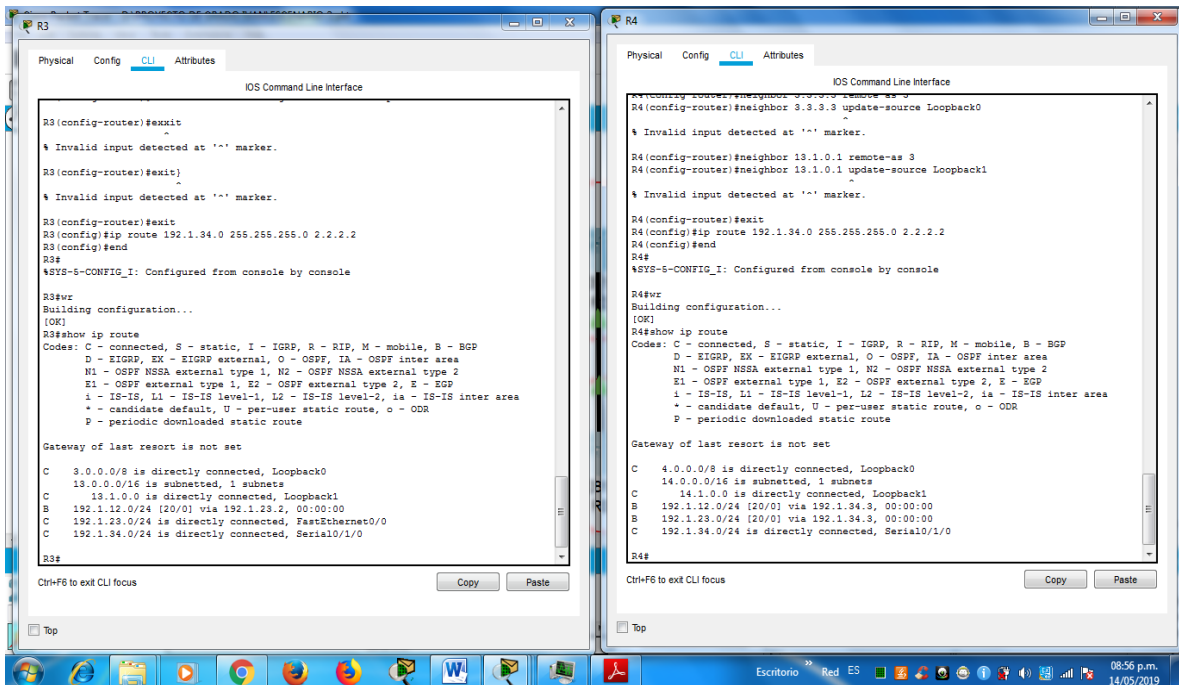 R3
Physical Config CLI Attributes
IOS Command Line Interface
R3(config-router)#exxit
^
% Invalid input detected at '^' marker.
R3(config-router)#exit}
^
% Invalid input detected at '^' marker.
R3(config-router)#exit
R3(config)#ip route 192.1.34.0 255.255.255.0 2.2.2.2
R3(config)#end
R3#
%SYS-5-CONFIG_I: Configured from console by console
R3#wr
Building configuration...
[OK]
R3#show ip route
Codes: C - connected, S - static, I - IGRP, R - RIP, M - mobile, B - BGP
D - EIGRP, EX - EIGRP external, O - OSPF, IA - OSPF inter area
N1 - OSPF NSSA external type 1, N2 - OSPF NSSA external type 2
E1 - OSPF external type 1, E2 - OSPF external type 2, E - EGP
i - IS-IS, L1 - IS-IS level-1, L2 - IS-IS level-2, ia - IS-IS inter area
* - candidate default, U - per-user static route, o - ODR
P - periodic downloaded static route
Gateway of last resort is not set
C 3.0.0.0/8 is directly connected, Loopback0
13.0.0.0/16 is subnetted, 1 subnets
C 13.1.0.0 is directly connected, Loopback1
B 192.1.12.0/24 [20/0] via 192.1.23.2, 00:00:00
C 192.1.23.0/24 is directly connected, FastEthernet0/0
C 192.1.34.0/24 is directly connected, Serial0/1/0
R3#
Ctrl+F6 to exit CLI focus
Copy Paste
Top
R4
Physical Config CLI Attributes
IOS Command Line Interface
R4(config-router)#neighbor 3.3.3.3 remote-as 3
R4(config-router)#neighbor 3.3.3.3 update-source Loopback0
^
% Invalid input detected at '^' marker.
R4(config-router)#neighbor 13.1.0.1 remote-as 3
R4(config-router)#neighbor 13.1.0.1 update-source Loopback1
^
% Invalid input detected at '^' marker.
R4(config-router)#exit
R4(config)#ip route 192.1.34.0 255.255.255.0 2.2.2.2
R4(config)#end
R4#
%SYS-5-CONFIG_I: Configured from console by console
R4#wr
Building configuration...
[OK]
R4#show ip route
Codes: C - connected, S - static, I - IGRP, R - RIP, M - mobile, B - BGP
D - EIGRP, EX - EIGRP external, O - OSPF, IA - OSPF inter area
N1 - OSPF NSSA external type 1, N2 - OSPF NSSA external type 2
E1 - OSPF external type 1, E2 - OSPF external type 2, E - EGP
i - IS-IS, L1 - IS-IS level-1, L2 - IS-IS level-2, ia - IS-IS inter area
* - candidate default, U - per-user static route, o - ODR
P - periodic downloaded static route
Gateway of last resort is not set
C 4.0.0.0/8 is directly connected, Loopback0
14.0.0.0/16 is subnetted, 1 subnets
C 14.1.0.0 is directly connected, Loopback1
B 192.1.12.0/24 [20/0] via 192.1.34.3, 00:00:00
B 192.1.23.0/24 [20/0] via 192.1.34.3, 00:00:00
C 192.1.34.0/24 is directly connected, Serial0/1/0
R4#
Ctrl+F6 to exit CLI focus
Copy Paste
Top
Escritorio » Red ES
08:56 p.m.
14/05/2019